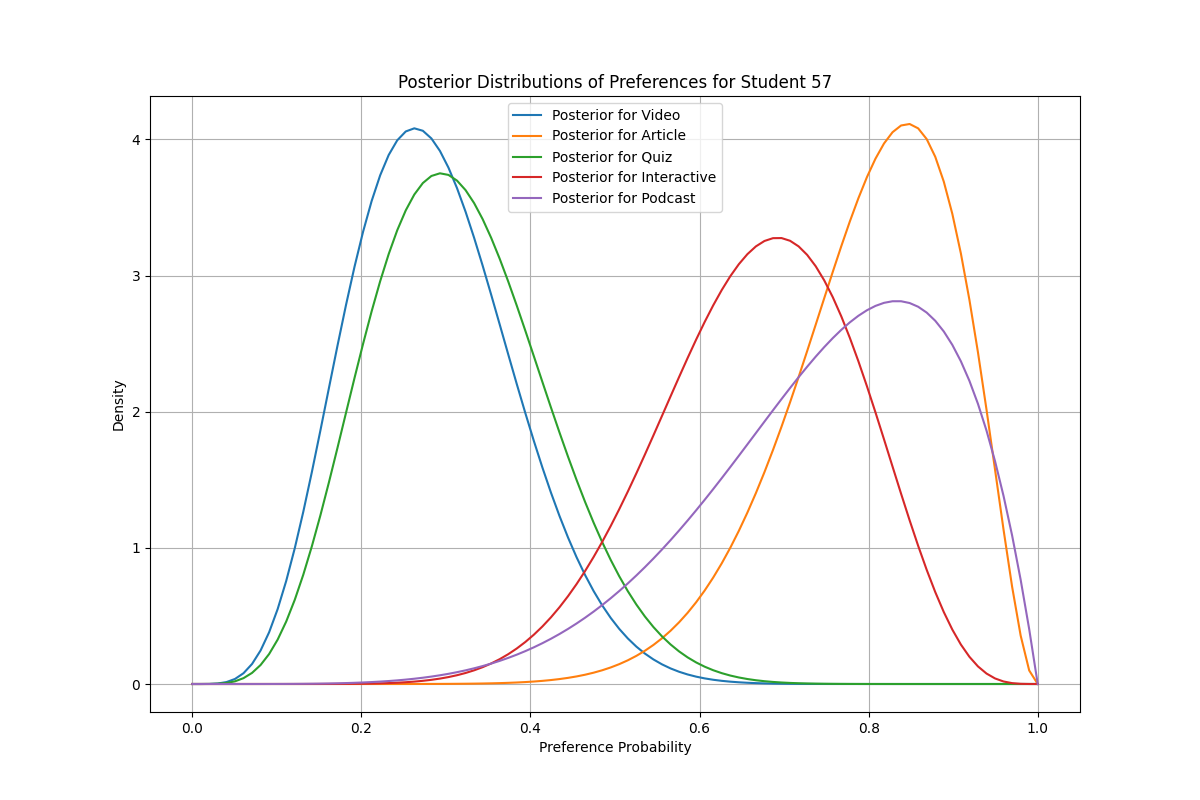 Posterior Distributions of Preferences for Student 57
Posterior for Video
Posterior for Article
Posterior for Quiz
Posterior for Interactive
Posterior for Podcast
Density
4
3
2
1
0
0.0 0.2 0.4 0.6 0.8 1.0
Preference Probability